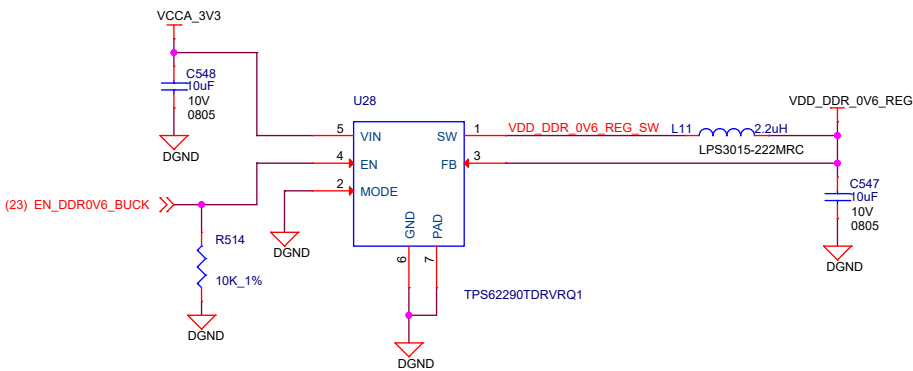 VCCA_3V3
C548
10uF
10V
0805
DGND
U28
5
VIN
SW
1
VDD_DDR_0V6_REG_SW
L11
2.2uH
LPS3015-222MRC
VDD_DDR_0V6_REG
4
EN
FB
3
2
MODE
C547
10uF
10V
0805
DGND
(23) EN_DDR0V6_BUCK
R514
10K_1%
DGND
DGND
GND
PAD
6
7
TPS62290TDRVRQ1
DGND